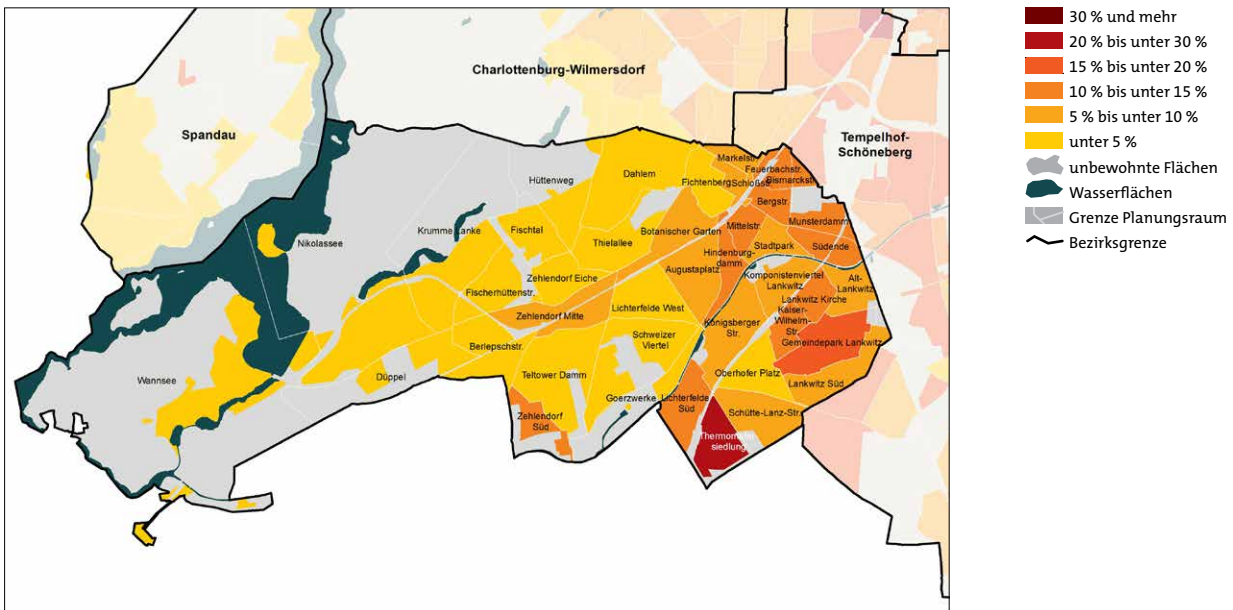 30 % und mehr
20 % bis unter 30 %
15 % bis unter 20 %
10 % bis unter 15 %
5 % bis unter 10 %
unter 5 %
unbewohnte Flächen
Wasserflächen
Grenze Planungsraum
Bezirksgrenze
Charlottenburg-Wilmersdorf
Spandau
Tempelhof-
Schöneberg
Markelstr.
Feuerbachstr.
Bismarckstr.
Schloßstr.
Fichtenberg
Dahlem
Hüttenweg
Bergstr.
Munsterdamm
Mittelstr.
Botanischer Garten
Krumme Lanke
Fischtal
Thielallee
Nikolassee
Stadtpark
Südende
Hindenburg-
damm
Augustaplatz
Zehlendorf Eiche
Komponistenviertel
Lankwitz
Alt-
Lankwitz
Fischerhüttenstr.
Lankwitz Kirche
Kaiser-
Wilhelm-
Str.
Lichterfelde West
Zehlendorf Mitte
Königsberger
Str.
Schweizer
Viertel
Gemeindepark Lankwitz
Berlepschstr.
Oberhofer Platz
Lankwitz Süd
Wannsee
Düppel
Teltower Damm
Goerzwerke
Lichterfelde
Süd
Schütte-Lanz-Str.
Zehlendorf
Süd
siedlung